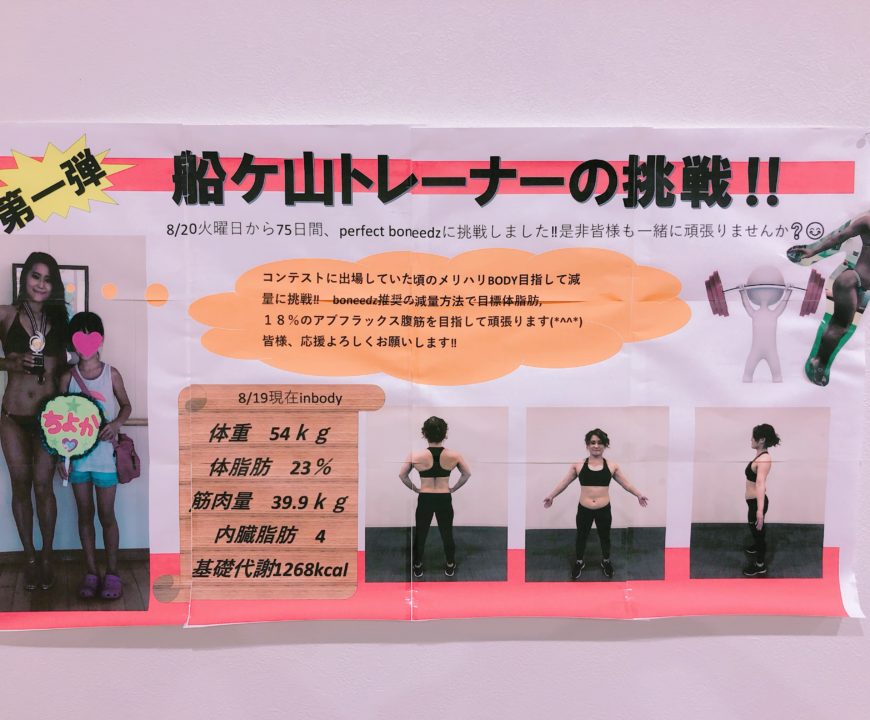 第一弾
船ケ山トレーナーの挑戦!!
8/20火曜日から75日間、perfect boneedzに挑戦しました!!是非皆様も一緒に頑張りませんか?
コンテストに出場していた頃のメリハリBODY目指して減
量に挑戦!! boneedz推奨の減量方法で目標体脂肪,
18%のアブフラックス腹筋を目指して頑張ります(*^^*)
皆様、応援よろしくお願いします!!
ちよか
8/19現在inbody
体重 54kg
体脂肪 23%
筋肉量 39.9kg
内臓脂肪 4
基礎代謝1268kcal